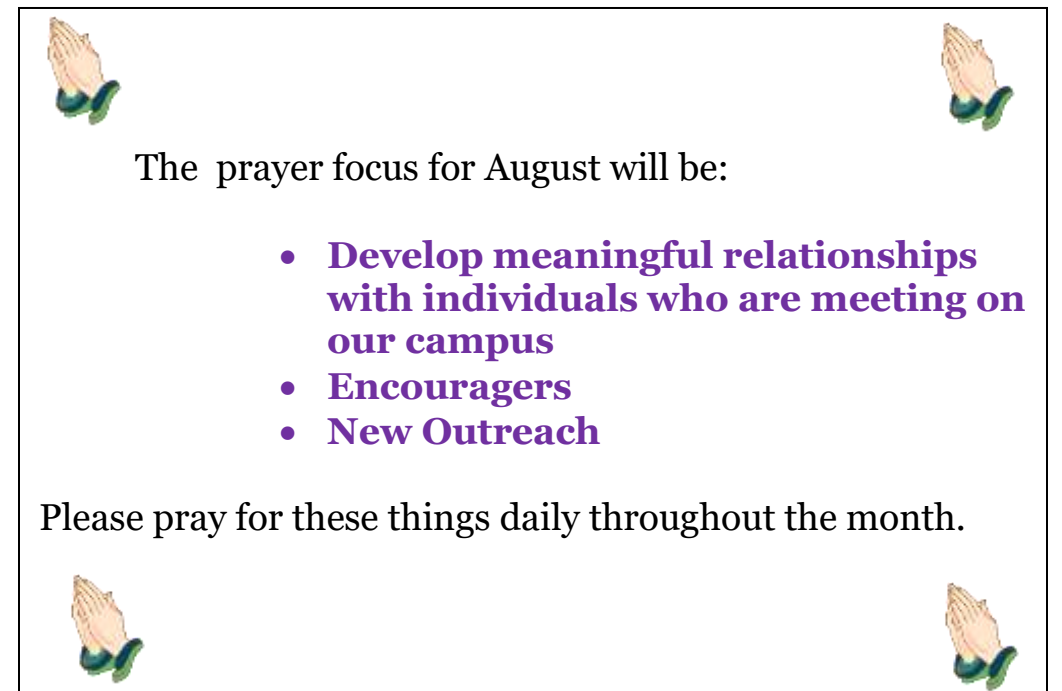 The  prayer focus for August will be:
• Develop meaningful relationships
with individuals who are meeting on
our campus
• Encouragers
• New Outreach
Please pray for these things daily throughout the month.